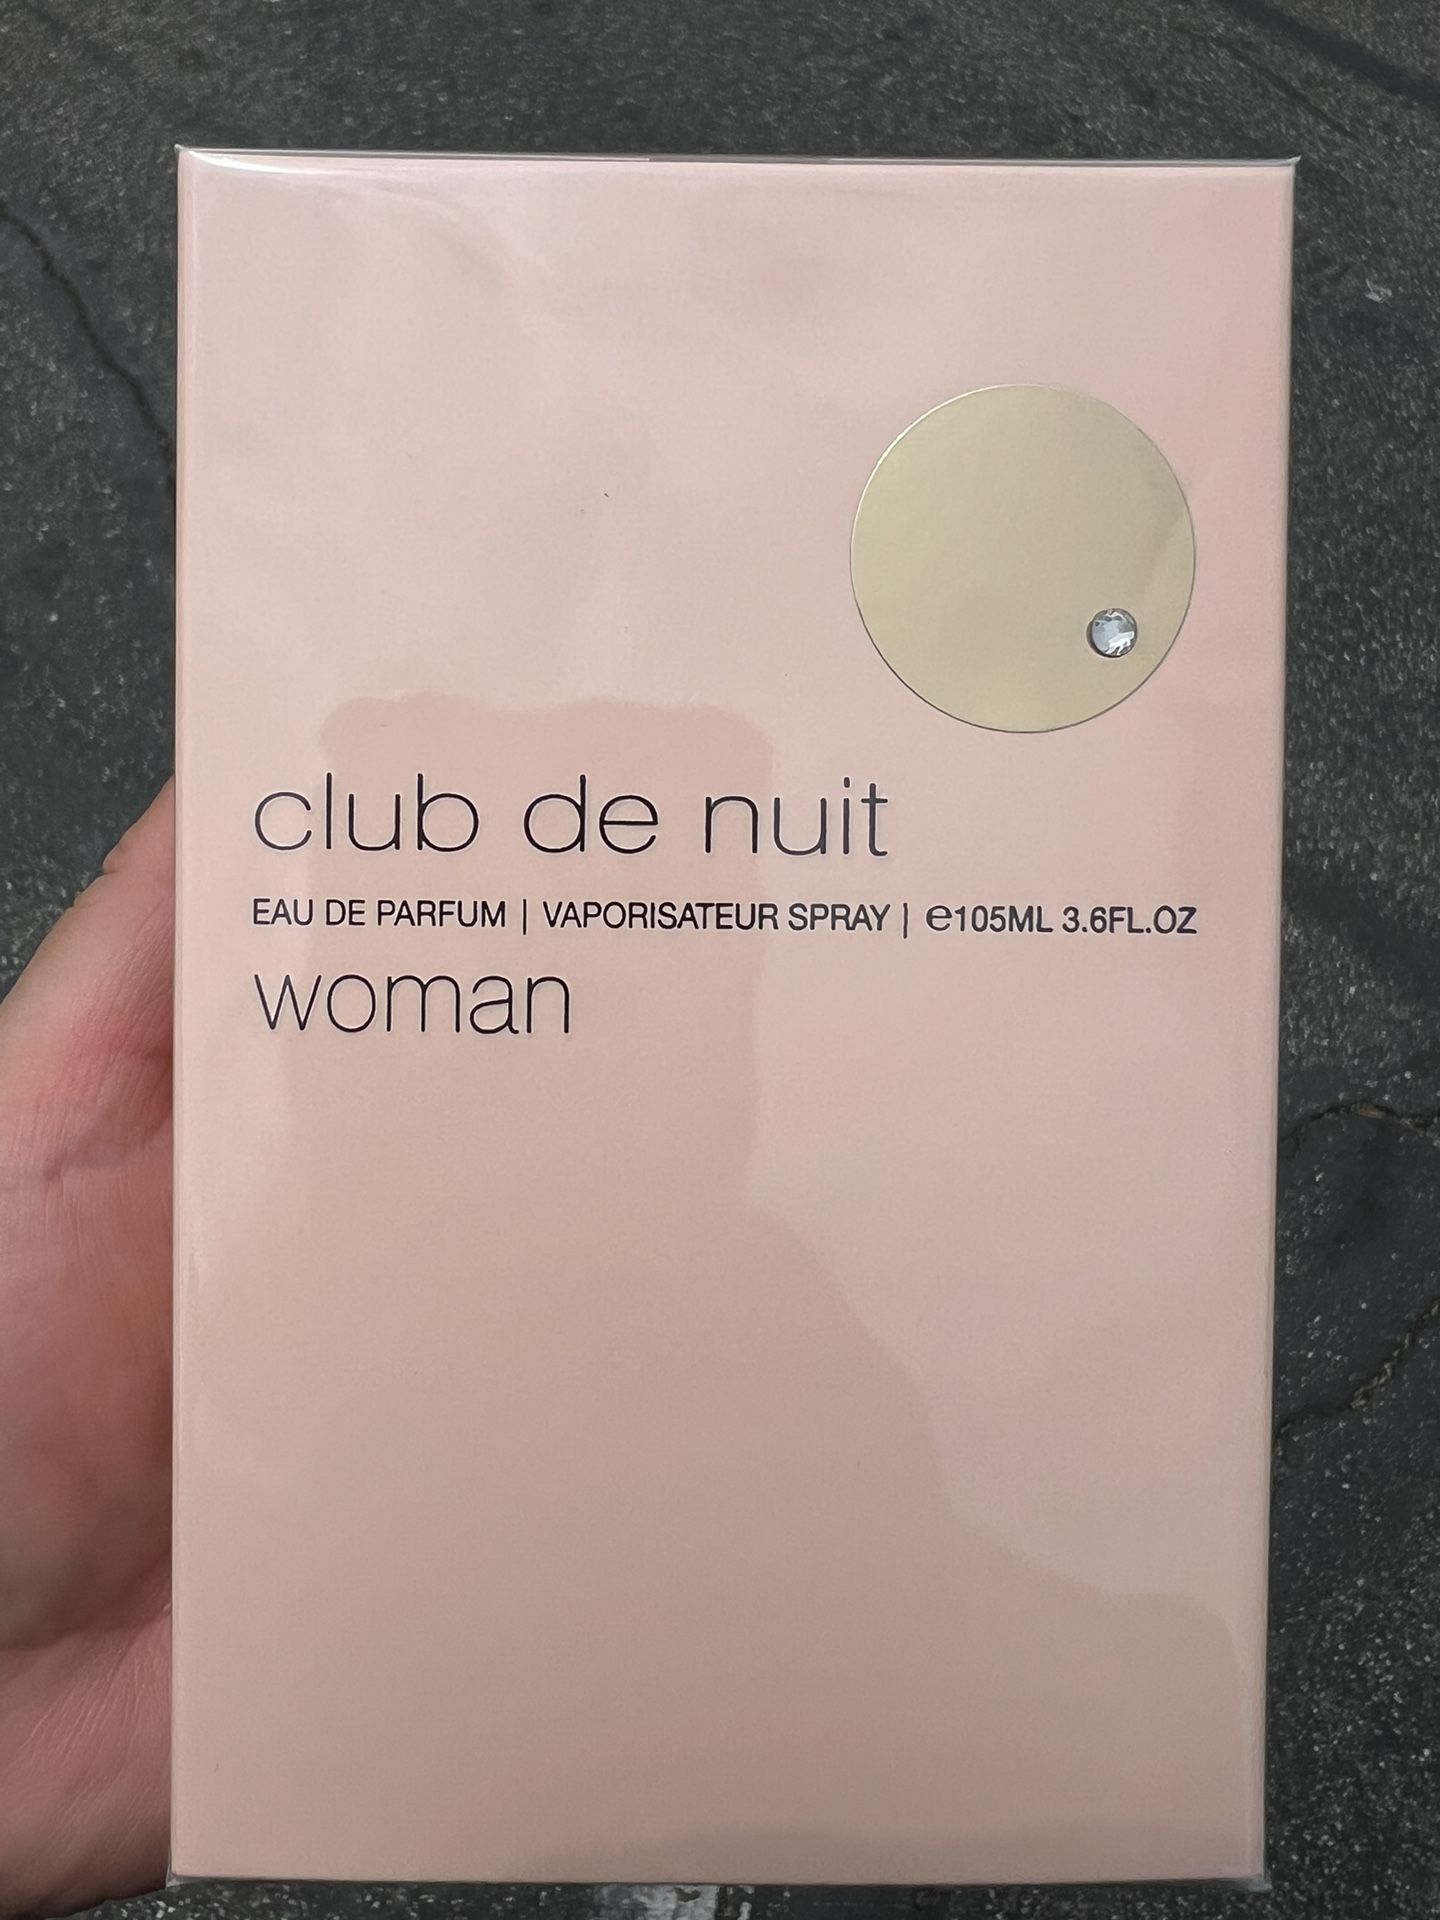 club de nuit
EAU DE PARFUM | VAPORISATEUR SPRAY | ℮105ML 3.6FL.OZ
woman